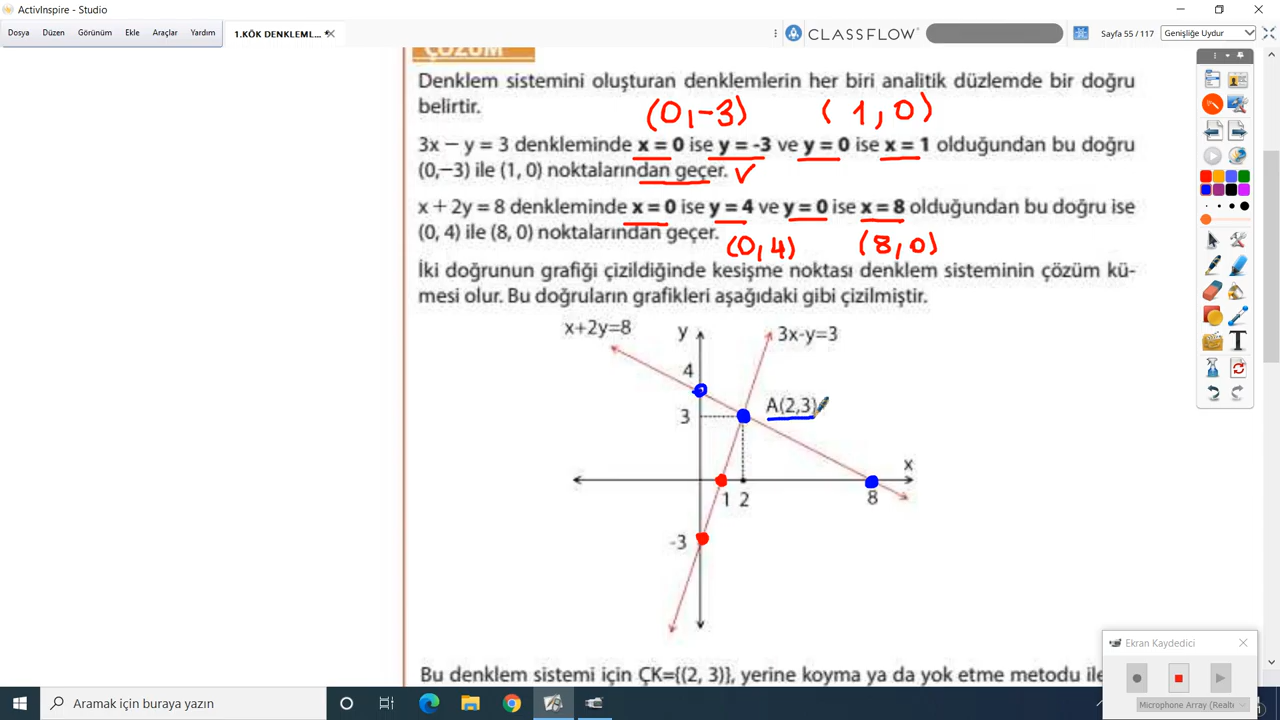 ActivInspire - Studio
Dosya Düzen Görünüm Ekle Araçlar Yardım
1.KÖK DENKLEML...
CLASSFLOW
Sayfa 55 / 117
Genişliğe Uydur
ÇÖZÜM
Denklem sistemini oluşturan denklemlerin her biri analitik düzlemde bir doğru
belirtir.
(0,-3) (1,0)
3x − y = 3 denkleminde x = 0 ise y = -3 ve y = 0 ise x = 1 olduğundan bu doğru
(0,−3) ile (1, 0) noktalarından geçer. ✓
x + 2y = 8 denkleminde x = 0 ise y = 4 ve y = 0 ise x = 8 olduğundan bu doğru ise
(0, 4) ile (8, 0) noktalarından geçer.
(0,4) (8,0)
İki doğrunun grafiği çizildiğinde kesişme noktası denklem sisteminin çözüm kü-
mesi olur. Bu doğruların grafikleri aşağıdaki gibi çizilmiştir.
x+2y=8 y 3x-y=3
4
A(2,3)
3
x
1 2 8
-3
Bu denklem sistemi için ÇK={(2, 3)}, yerine koyma ya da yok etme metodu ile
Ekran Kaydedici
Microphone Array (Realte
Aramak için buraya yazın